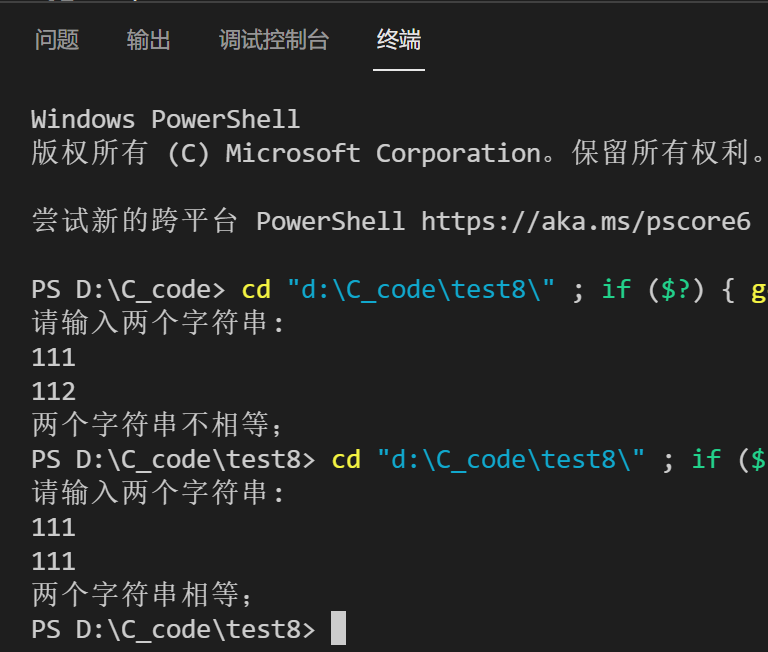 问题 输出 调试控制台 终端
Windows PowerShell
版权所有 (C) Microsoft Corporation。保留所有权利。
尝试新的跨平台 PowerShell https://aka.ms/pscore6
PS D:\C_code> cd "d:\C_code\test8\" ; if ($?) { g
请输入两个字符串:
111
112
两个字符串不相等;
PS D:\C_code\test8> cd "d:\C_code\test8\" ; if ($
请输入两个字符串:
111
111
两个字符串相等;
PS D:\C_code\test8>